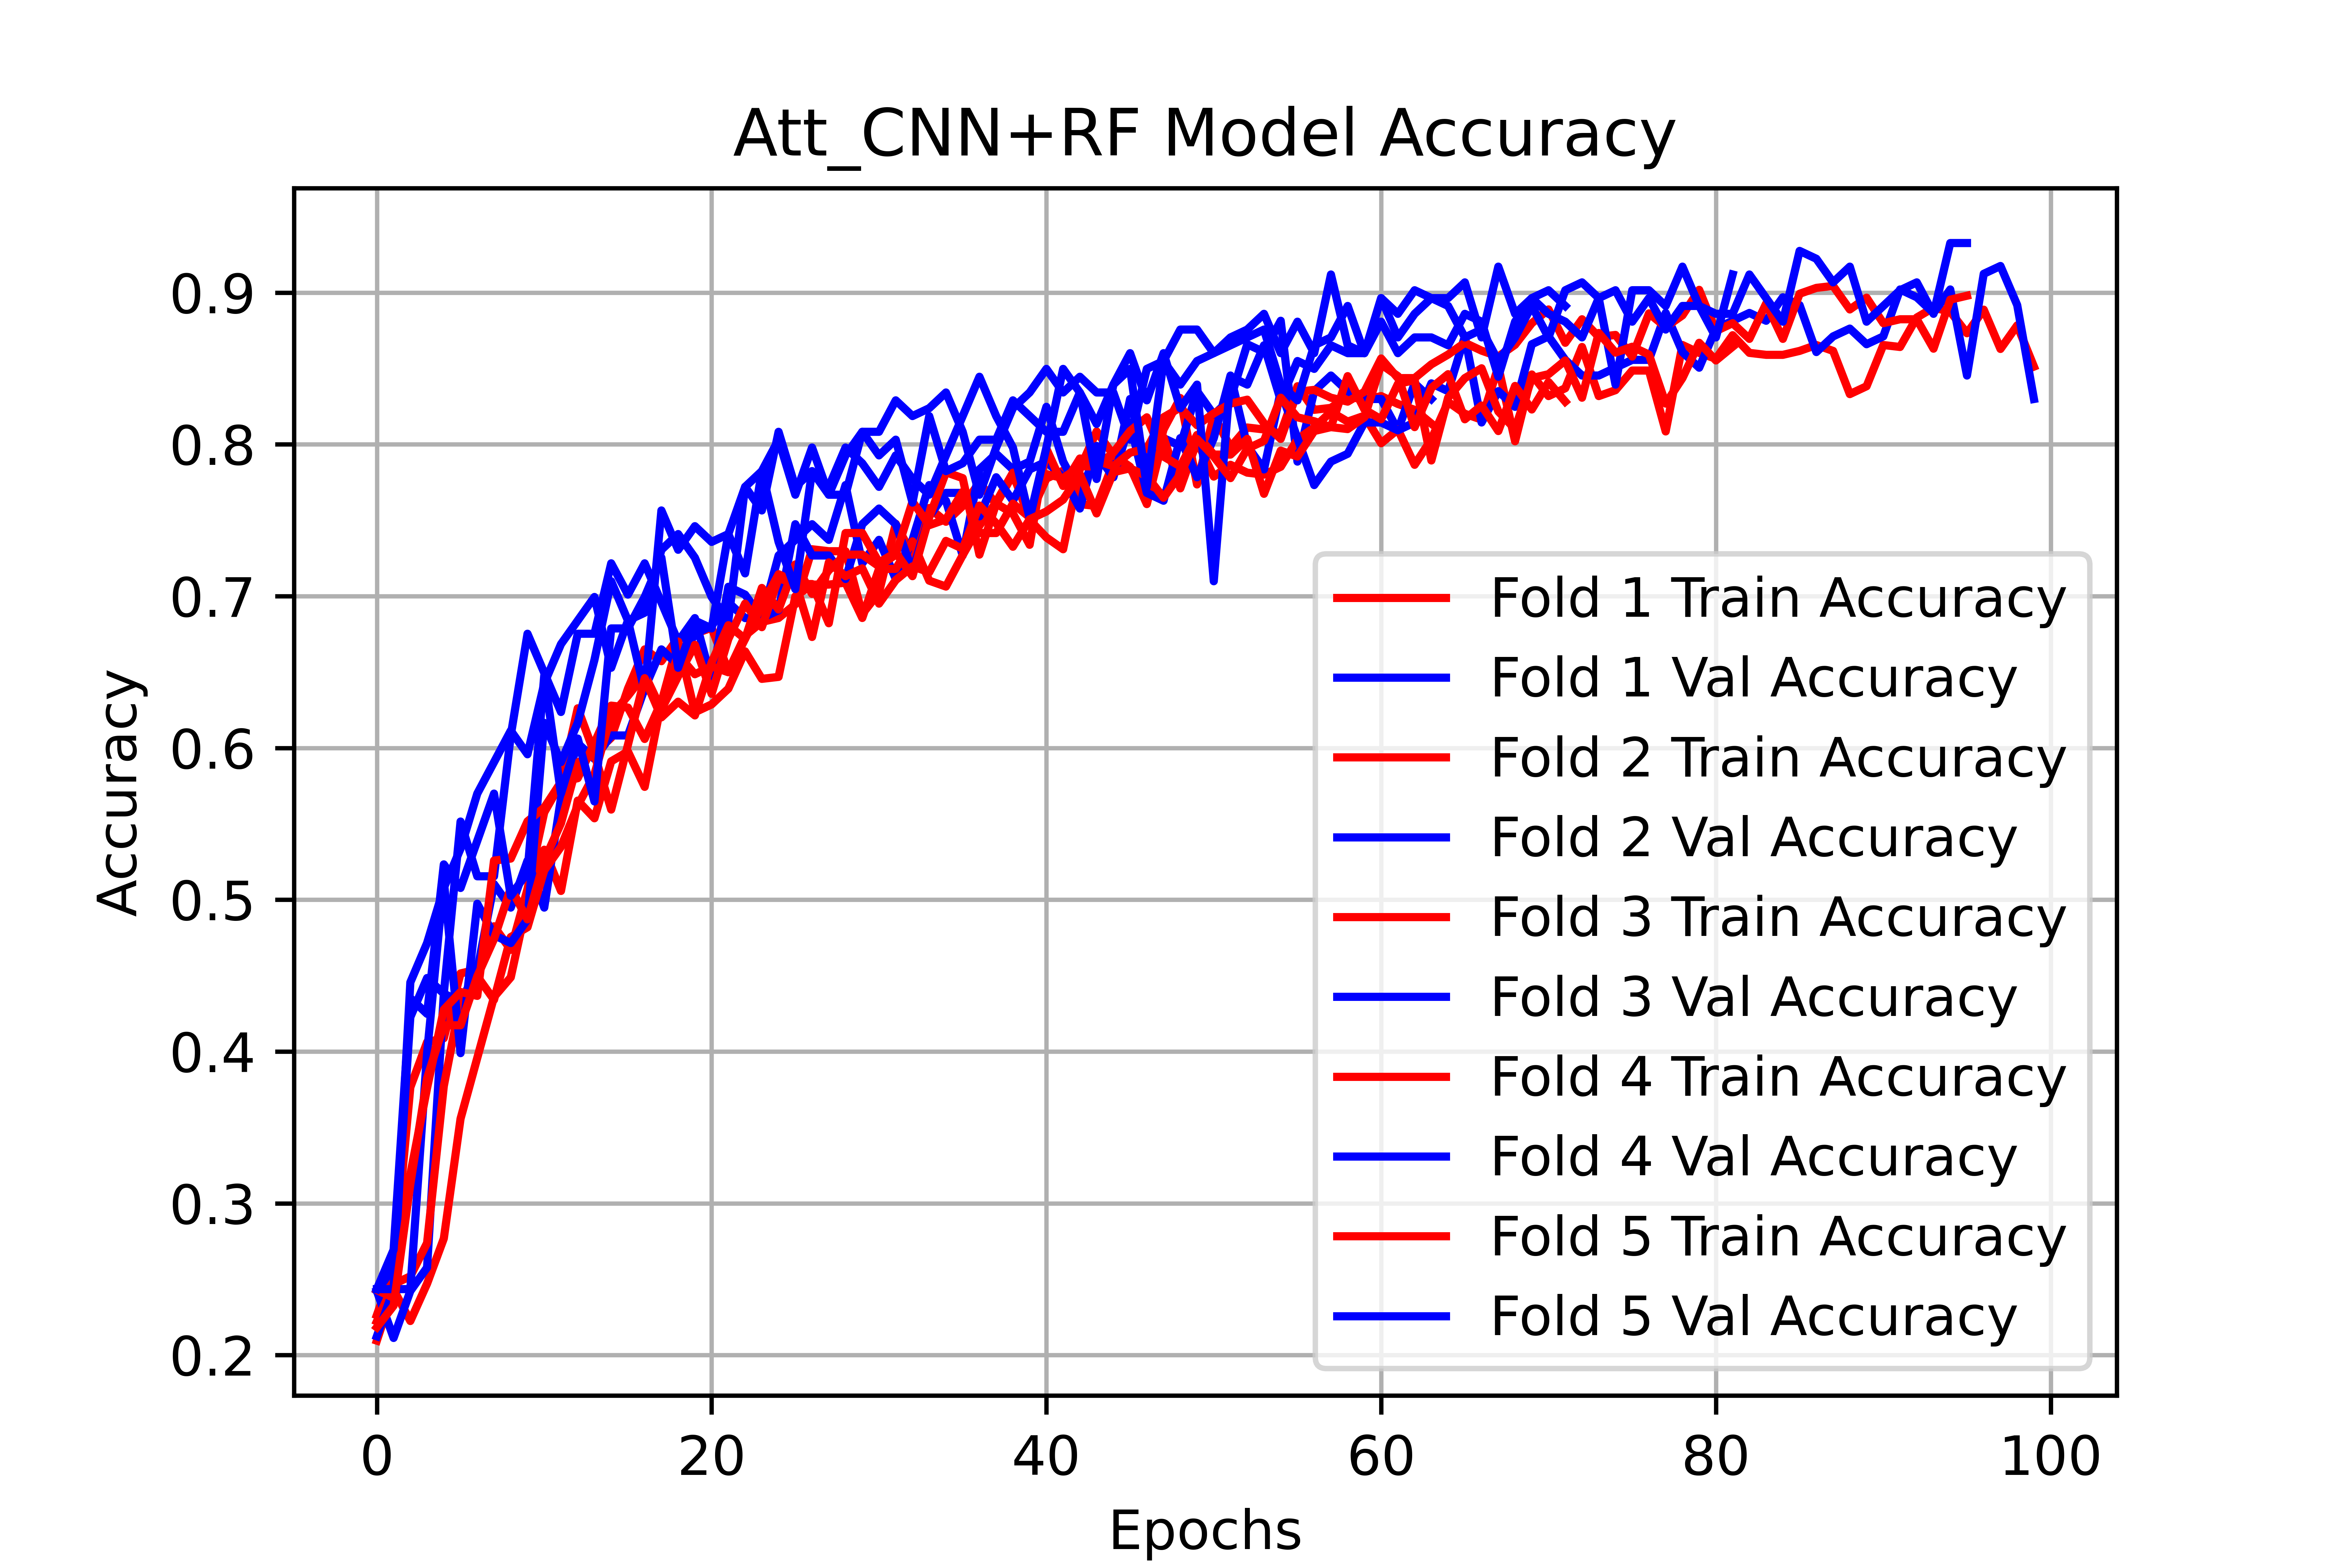 Att_CNN+RF Model Accuracy
Accuracy
0.9
0.8
0.7
0.6
0.5
0.4
0.3
0.2
Fold 1 Train Accuracy
Fold 1 Val Accuracy
Fold 2 Train Accuracy
Fold 2 Val Accuracy
Fold 3 Train Accuracy
Fold 3 Val Accuracy
Fold 4 Train Accuracy
Fold 4 Val Accuracy
Fold 5 Train Accuracy
Fold 5 Val Accuracy
0 20 40 60 80 100
Epochs